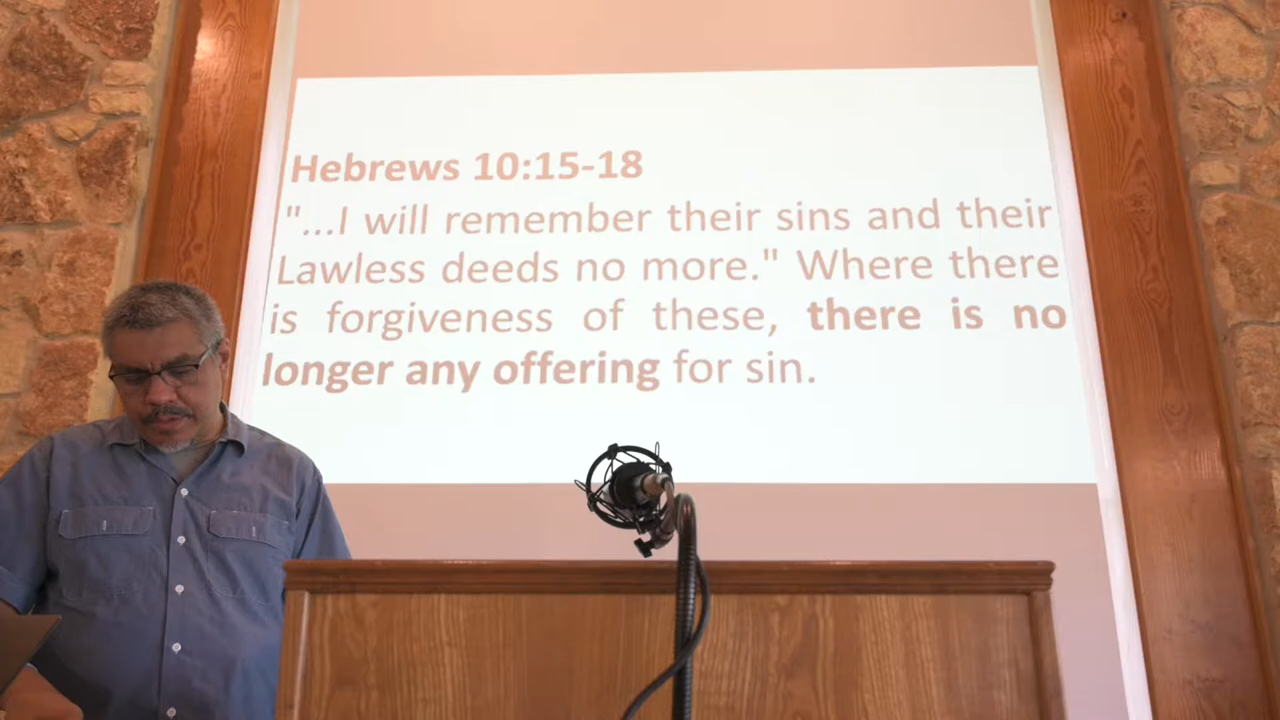 Hebrews 10:15-18
"...I will remember their sins and their
Lawless deeds no more." Where there
is forgiveness of these, there is no
longer any offering for sin.